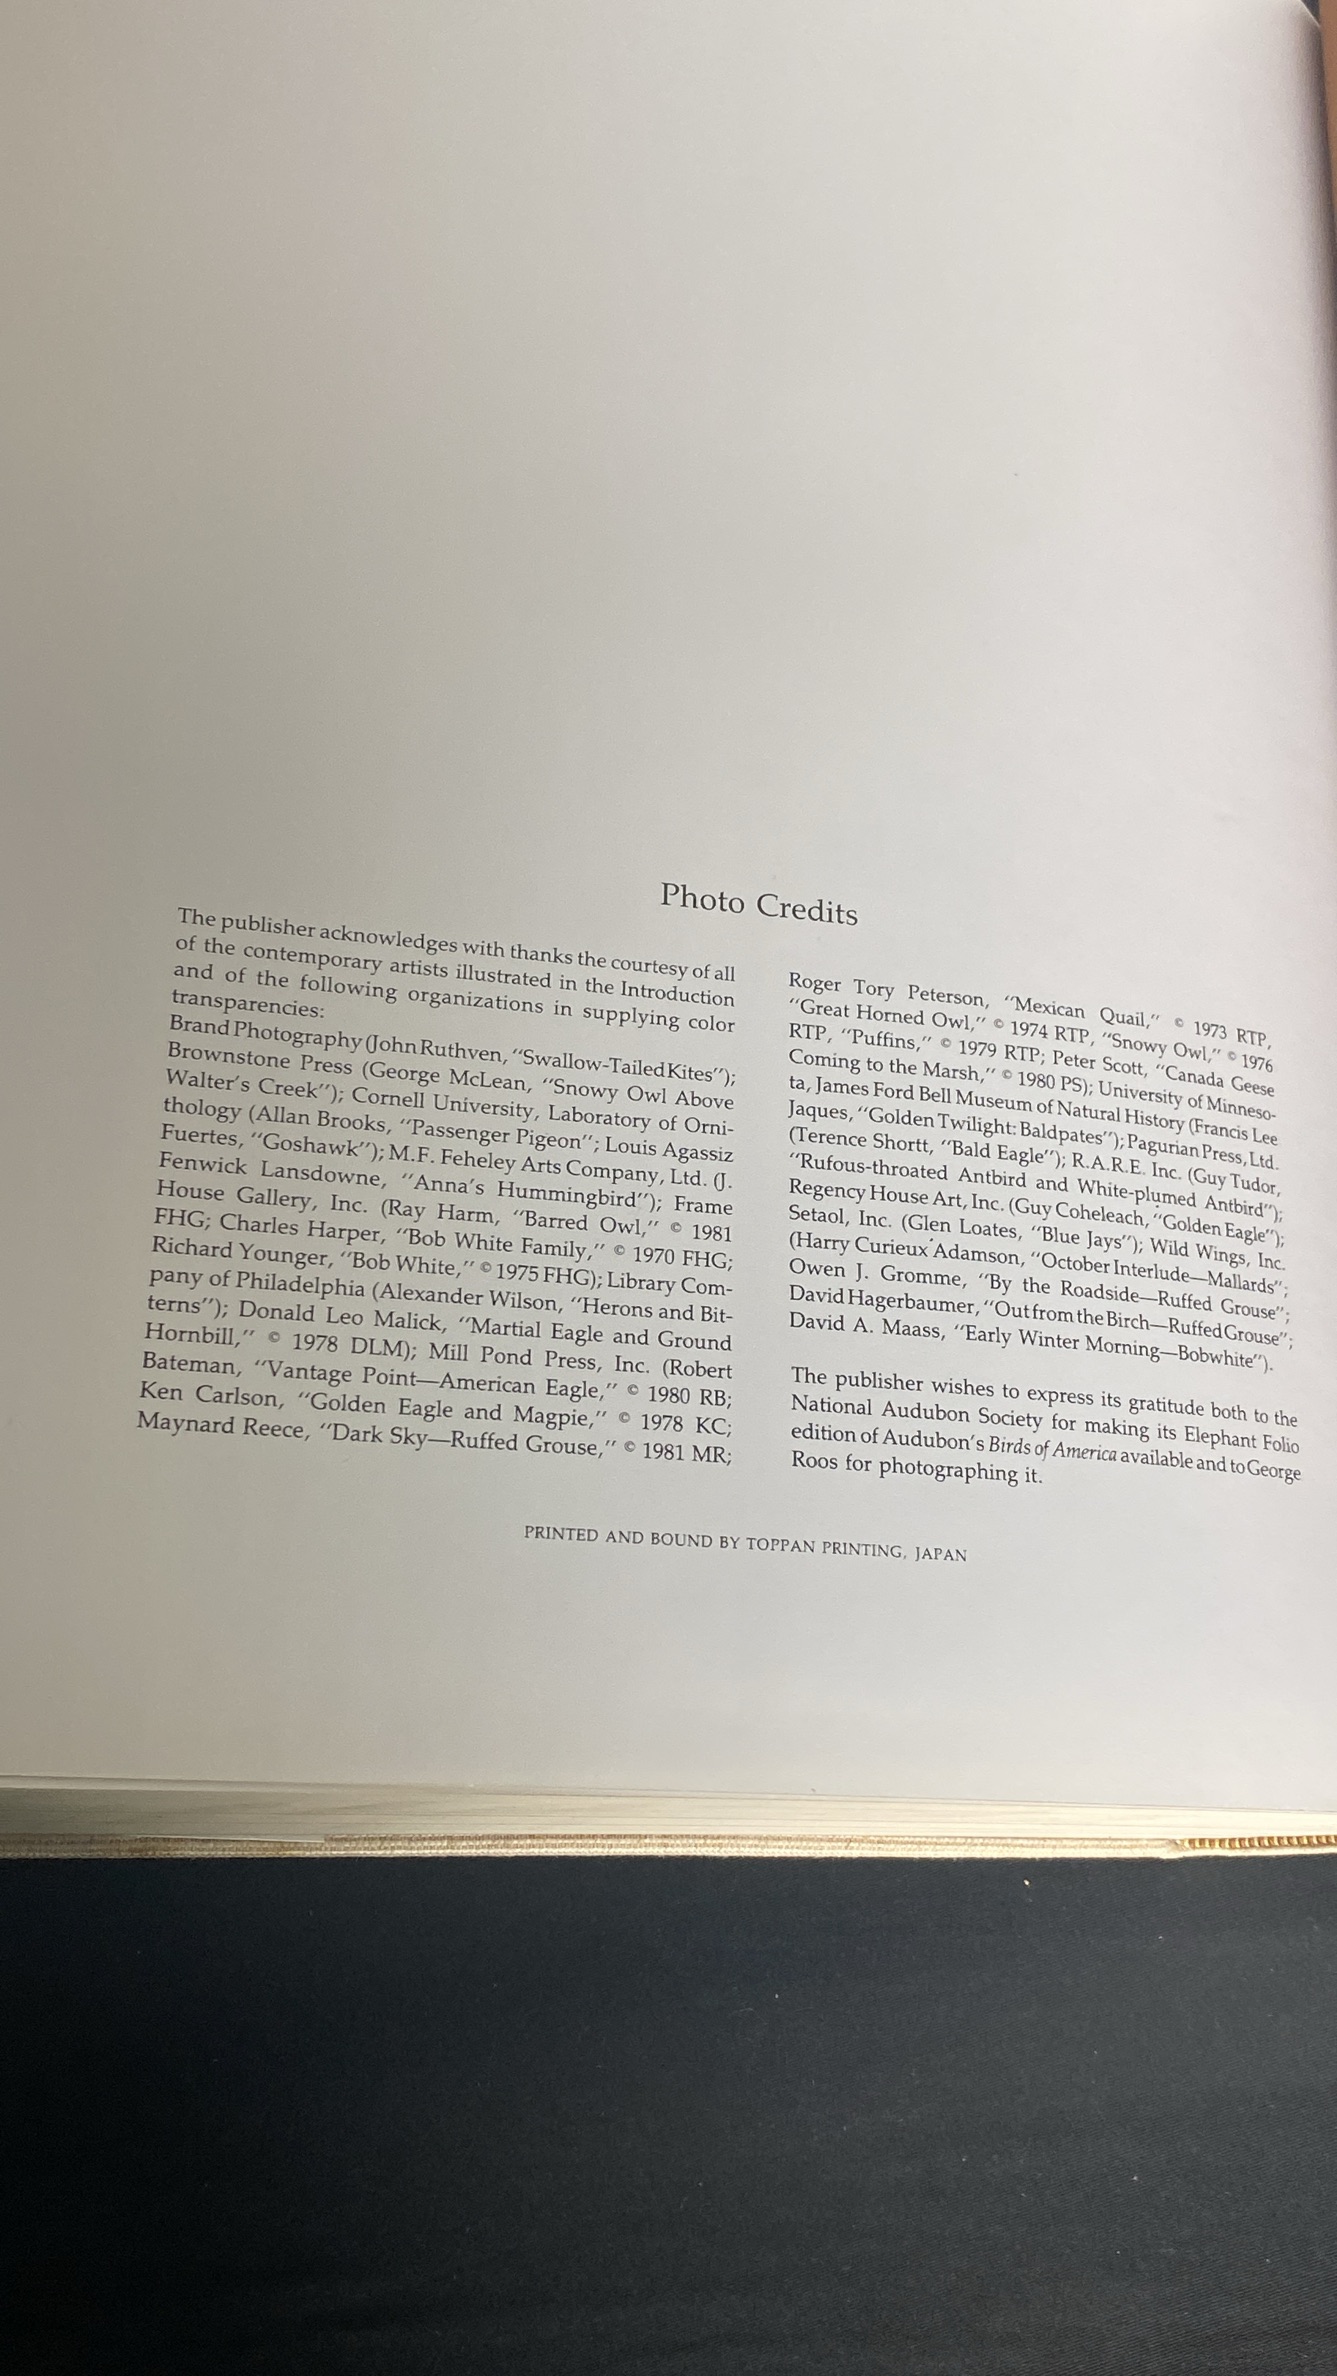 Photo Credits
The publisher acknowledges with thanks the courtesy of all
of the contemporary artists illustrated in the Introduction
and of the following organizations in supplying color
transparencies:
Brand Photography (John Ruthven, “Swallow-Tailed Kites”);
Brownstone Press (George McLean, “Snowy Owl Above
Walter's Creek”); Cornell University, Laboratory of Orni-
thology (Allan Brooks, “Passenger Pigeon”; Louis Agassiz
Fuertes, “Goshawk”); M.F. Feheley Arts Company, Ltd. (J.
Fenwick Lansdowne, “Anna's Hummingbird”); Frame
House Gallery, Inc. (Ray Harm, “Barred Owl,” © 1981
FHG; Charles Harper, “Bob White Family,” © 1970 FHG;
Richard Younger, “Bob White,” © 1975 FHG); Library Com-
pany of Philadelphia (Alexander Wilson, “Herons and Bit-
terns”); Donald Leo Malick, “Martial Eagle and Ground
Hornbill,” © 1978 DLM); Mill Pond Press, Inc. (Robert
Bateman, “Vantage Point—American Eagle,” © 1980 RB;
Ken Carlson, “Golden Eagle and Magpie,” © 1978 KC;
Maynard Reece, “Dark Sky—Ruffed Grouse,” © 1981 MR;
Roger Tory Peterson, “Mexican Quail,” © 1973 RTP,
“Great Horned Owl,” © 1974 RTP, “Snowy Owl,” © 1976
RTP, “Puffins,” © 1979 RTP; Peter Scott, “Canada Geese
Coming to the Marsh,” © 1980 PS); University of Minneso-
ta, James Ford Bell Museum of Natural History (Francis Lee
Jaques, “Golden Twilight: Baldpates”); Pagurian Press, Ltd.
(Terence Shortt, “Bald Eagle”); R.A.R.E. Inc. (Guy Tudor,
“Rufous-throated Antbird and White-plumed Antbird”);
Regency House Art, Inc. (Guy Coheleach, “Golden Eagle”);
Setaol, Inc. (Glen Loates, “Blue Jays”); Wild Wings, Inc.
(Harry Curieux Adamson, “October Interlude—Mallards”;
Owen J. Gromme, “By the Roadside—Ruffed Grouse”;
David Hagerbaumer, “Out from the Birch—Ruffed Grouse”;
David A. Maass, “Early Winter Morning—Bobwhite”).
The publisher wishes to express its gratitude both to the
National Audubon Society for making its Elephant Folio
edition of Audubon's Birds of America available and to George
Roos for photographing it.
PRINTED AND BOUND BY TOPPAN PRINTING, JAPAN